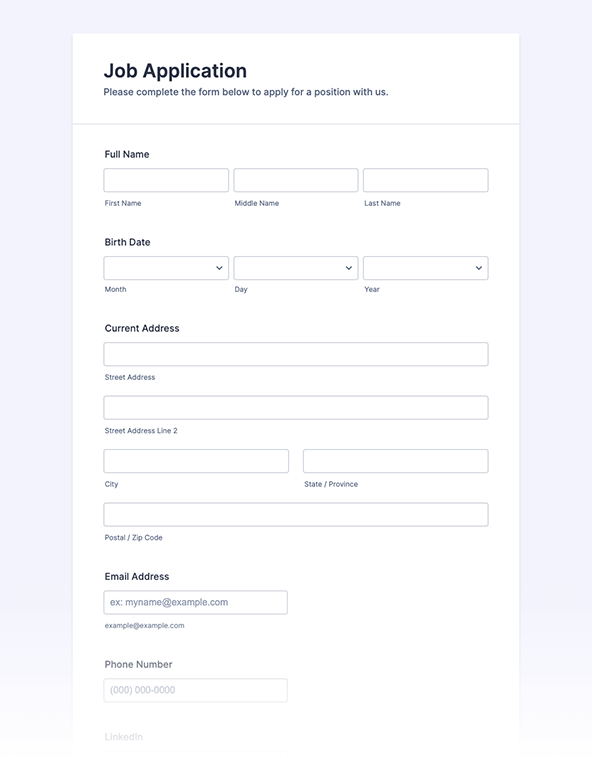 Job Application
Please complete the form below to apply for a position with us.
Full Name
First Name Middle Name Last Name
Birth Date
Month Day Year
Current Address
Street Address
Street Address Line 2
City State / Province
Postal / Zip Code
Email Address
ex: myname@example.com
example@example.com
Phone Number
(000) 000-0000
LinkedIn